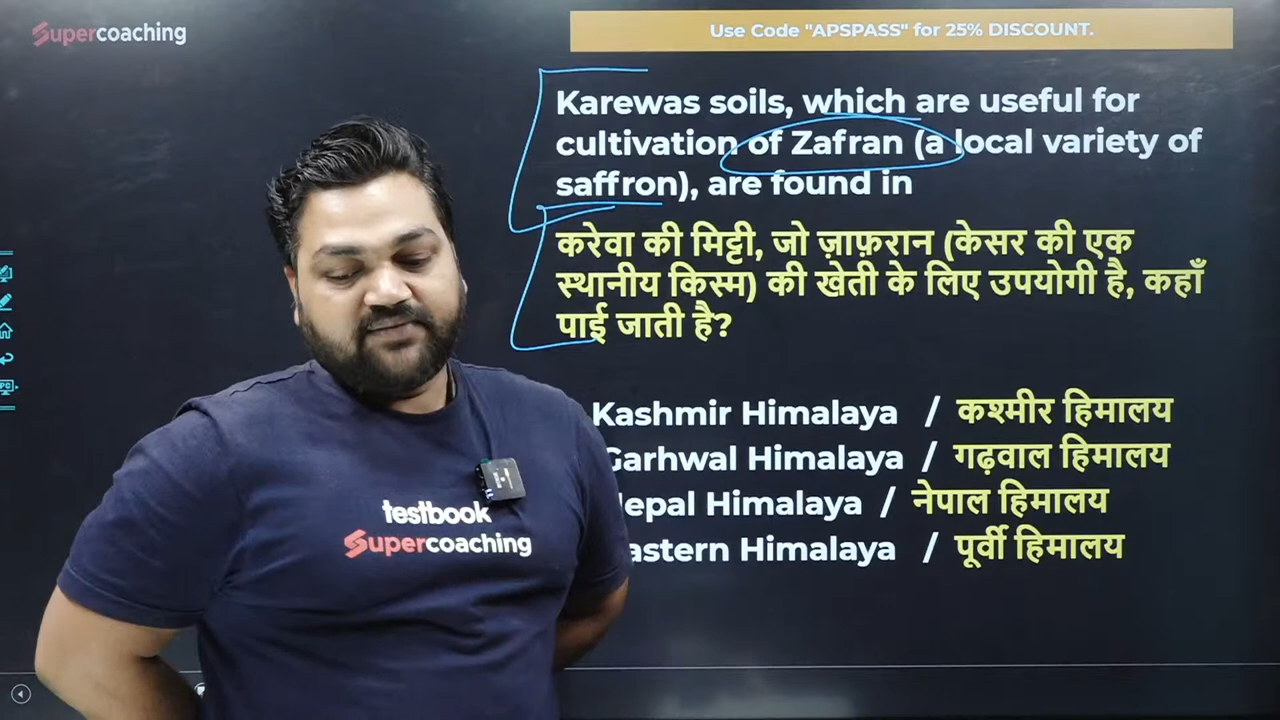 Supercoaching
Use Code "APSPASS" for 25% DISCOUNT.
Karewas soils, which are useful for
cultivation of Zafran (a local variety of
saffron), are found in
करेवा की मिट्टी, जो ज़ाफ़रान (केसर की एक
स्थानीय किस्म) की खेती के लिए उपयोगी है, कहाँ
पाई जाती है?
Kashmir Himalaya / कश्मीर हिमालय
Garhwal Himalaya / गढ़वाल हिमालय
Himalaya / नेपाल हिमालय
Himalaya / पूर्वी हिमालय
testbook
Supercoaching